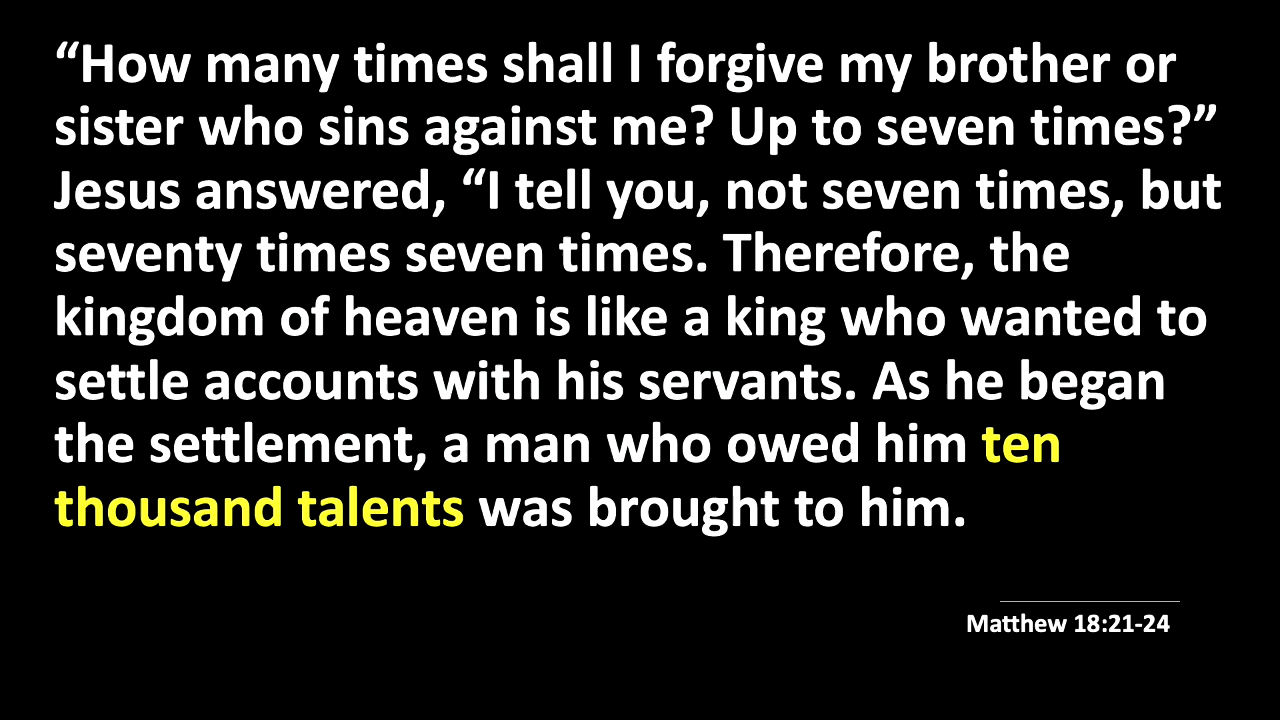 “How many times shall I forgive my brother or
sister who sins against me? Up to seven times?”
Jesus answered, “I tell you, not seven times, but
seventy times seven times. Therefore, the
kingdom of heaven is like a king who wanted to
settle accounts with his servants. As he began
the settlement, a man who owed him ten
thousand talents was brought to him.
Matthew 18:21-24